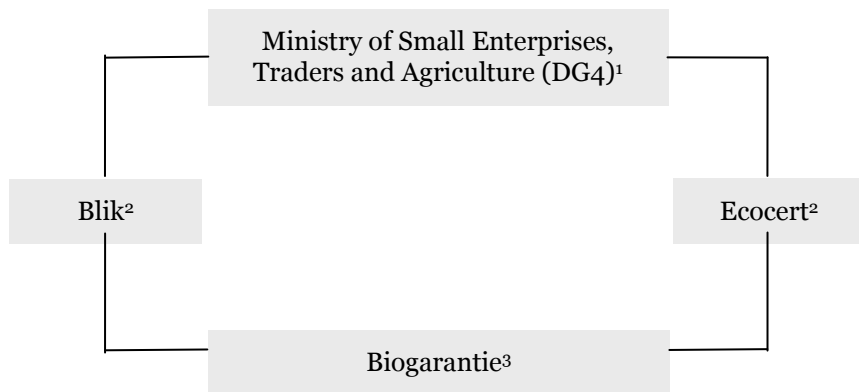 Ministry of Small Enterprises,
Traders and Agriculture (DG4)¹
Blik²
Ecocert²
Biogarantie³